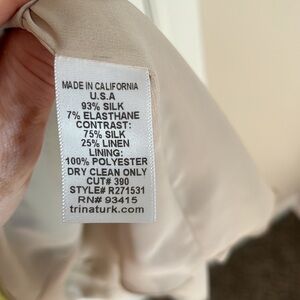 MADE IN CALIFORNIA
U.S.A
93% SILK
7% ELASTHANE
CONTRAST:
75% SILK
25% LINEN
LINING:
100% POLYESTER
DRY CLEAN ONLY
CUT# 390
STYLE# R271531
RN# 93415
trinaturk.com